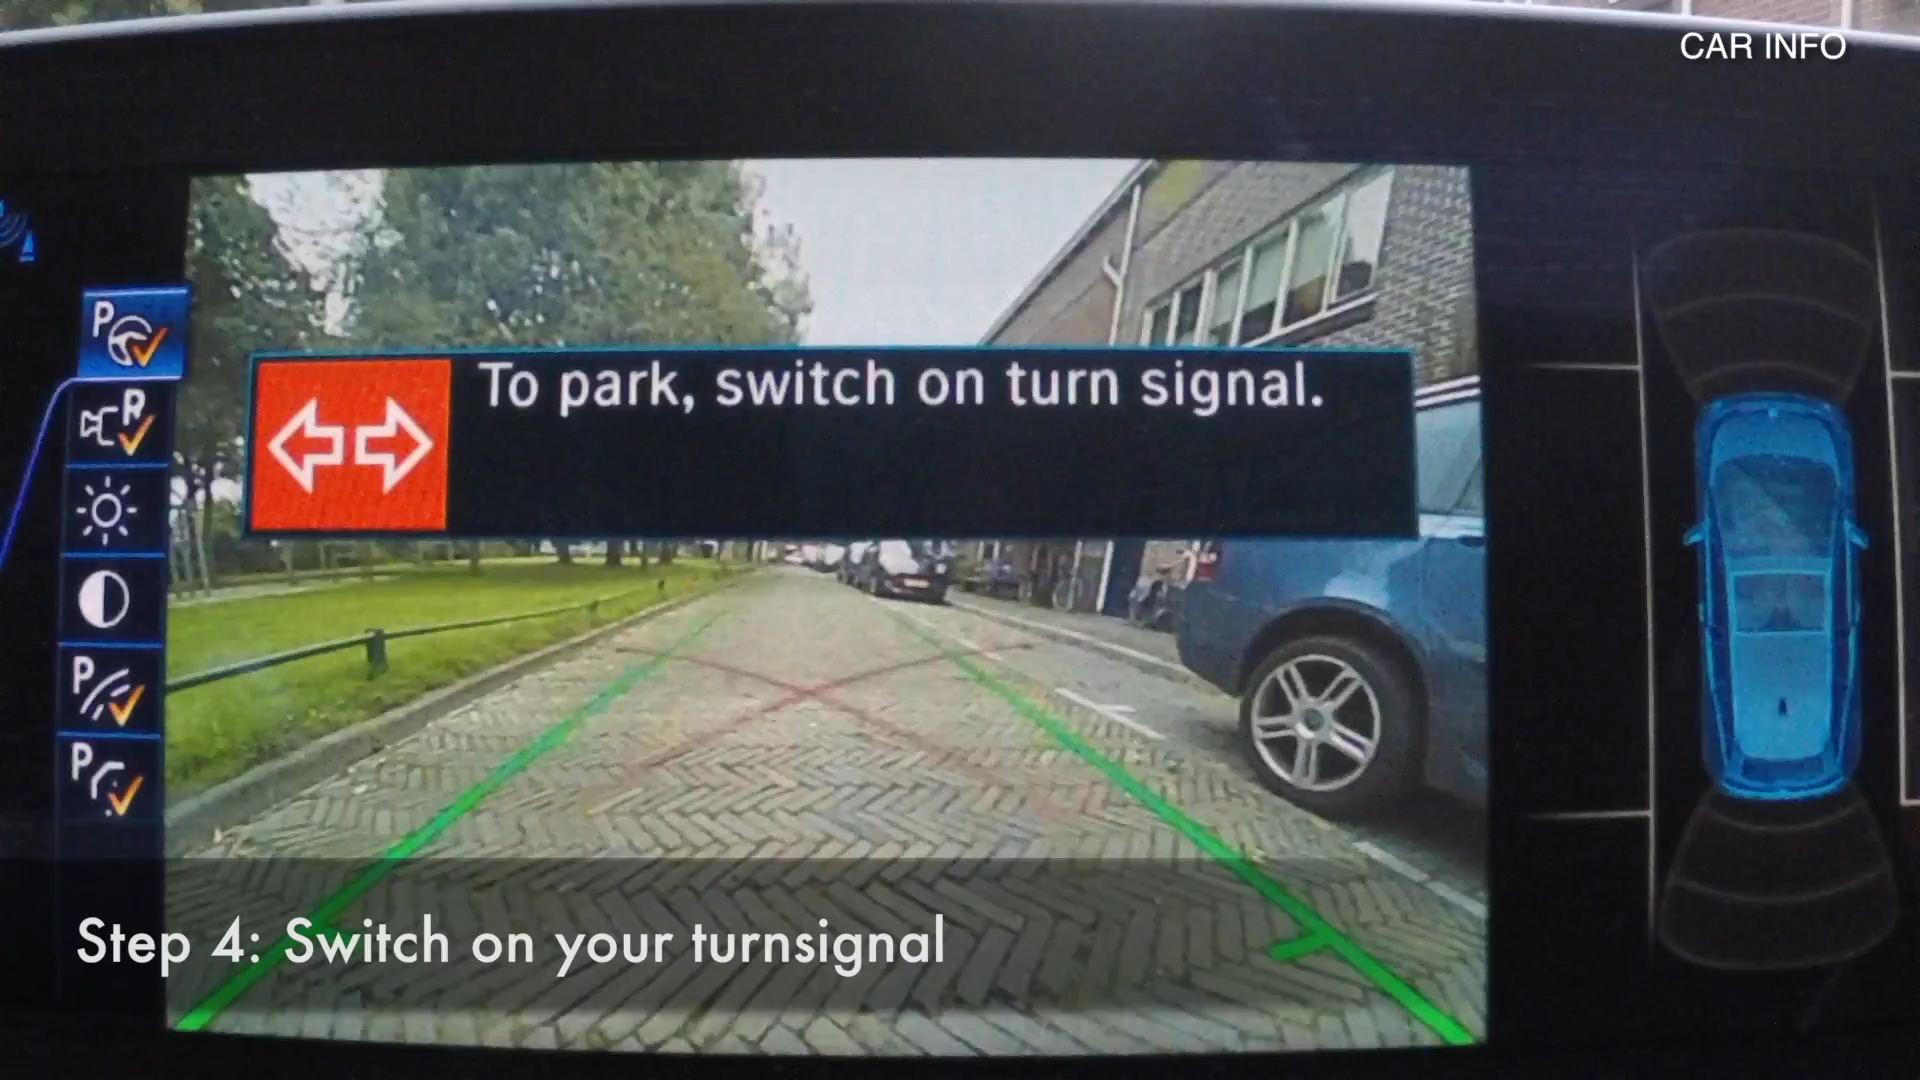 CAR INFO
To park, switch on turn signal.
P
R
P
P
Step 4: Switch on your turnsignal